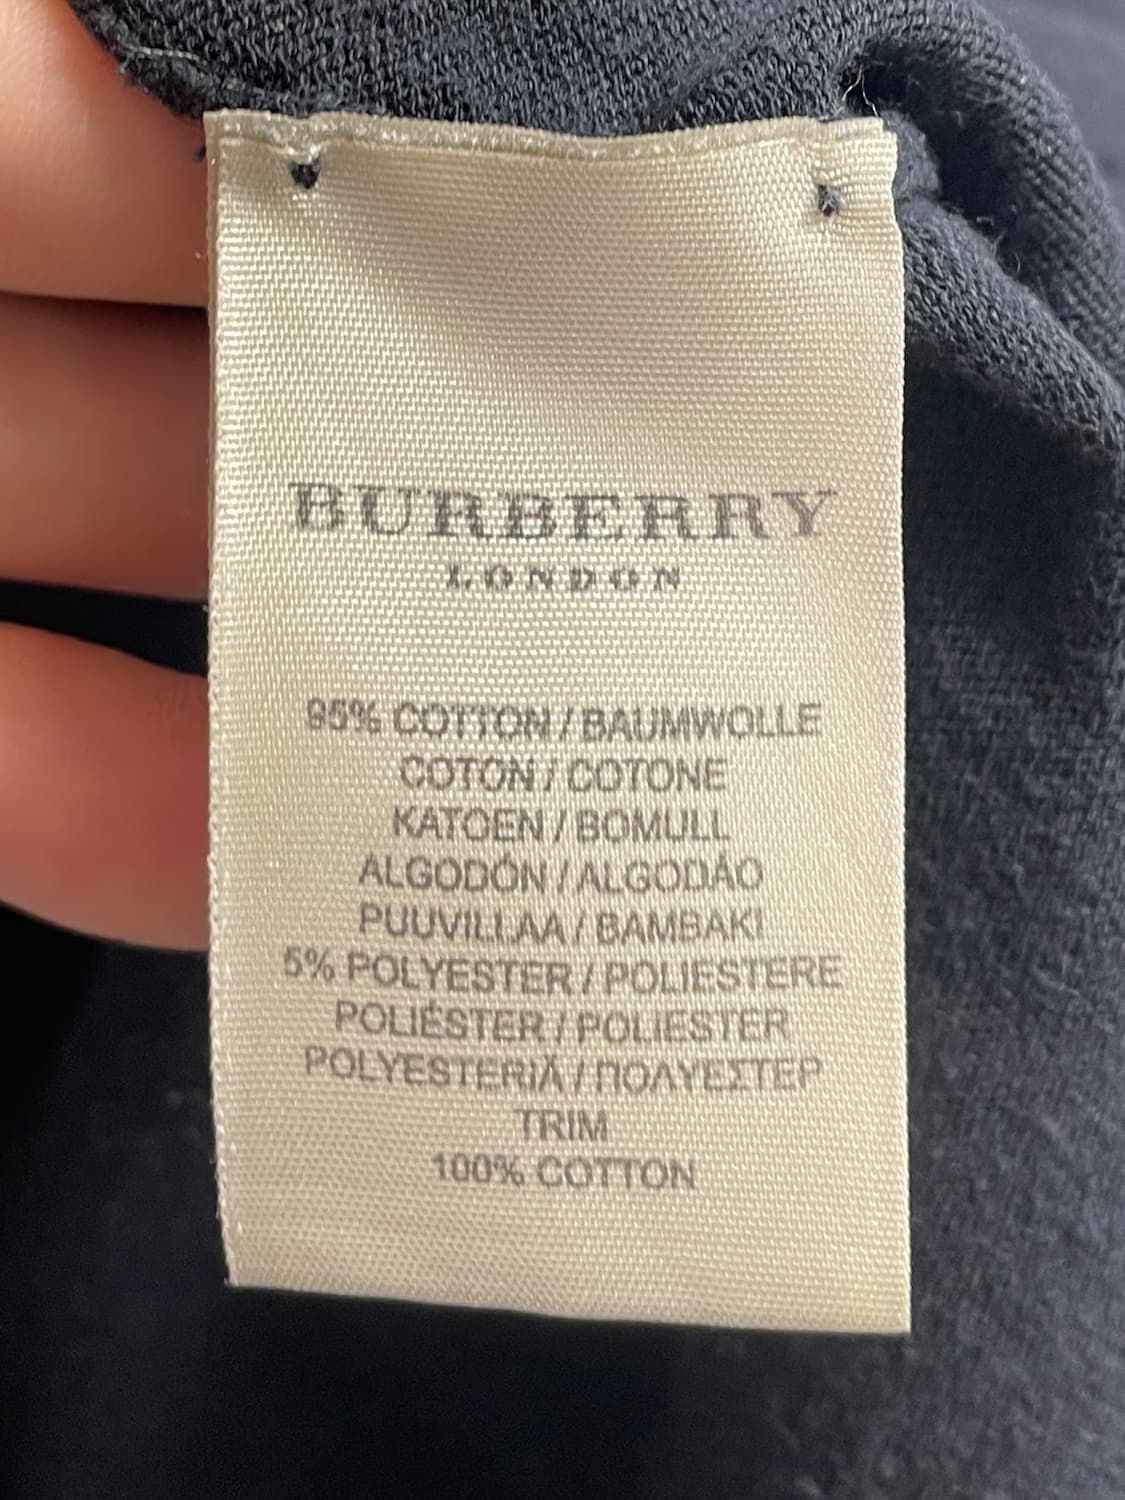 BURBERRY
LONDON
95% COTTON / BAUMWOLLE
COTON / COTONE
KATOEN / BOMULL
ALGODÓN / ALGODÁO
PUUVILLAA / BAMBAKI
5% POLYESTER / POLIESTERE
POLIÉSTER / POLIESTER
POLYESTERIÄ / ΠΟΛΥΕΣΤΕΡ
TRIM
100% COTTON